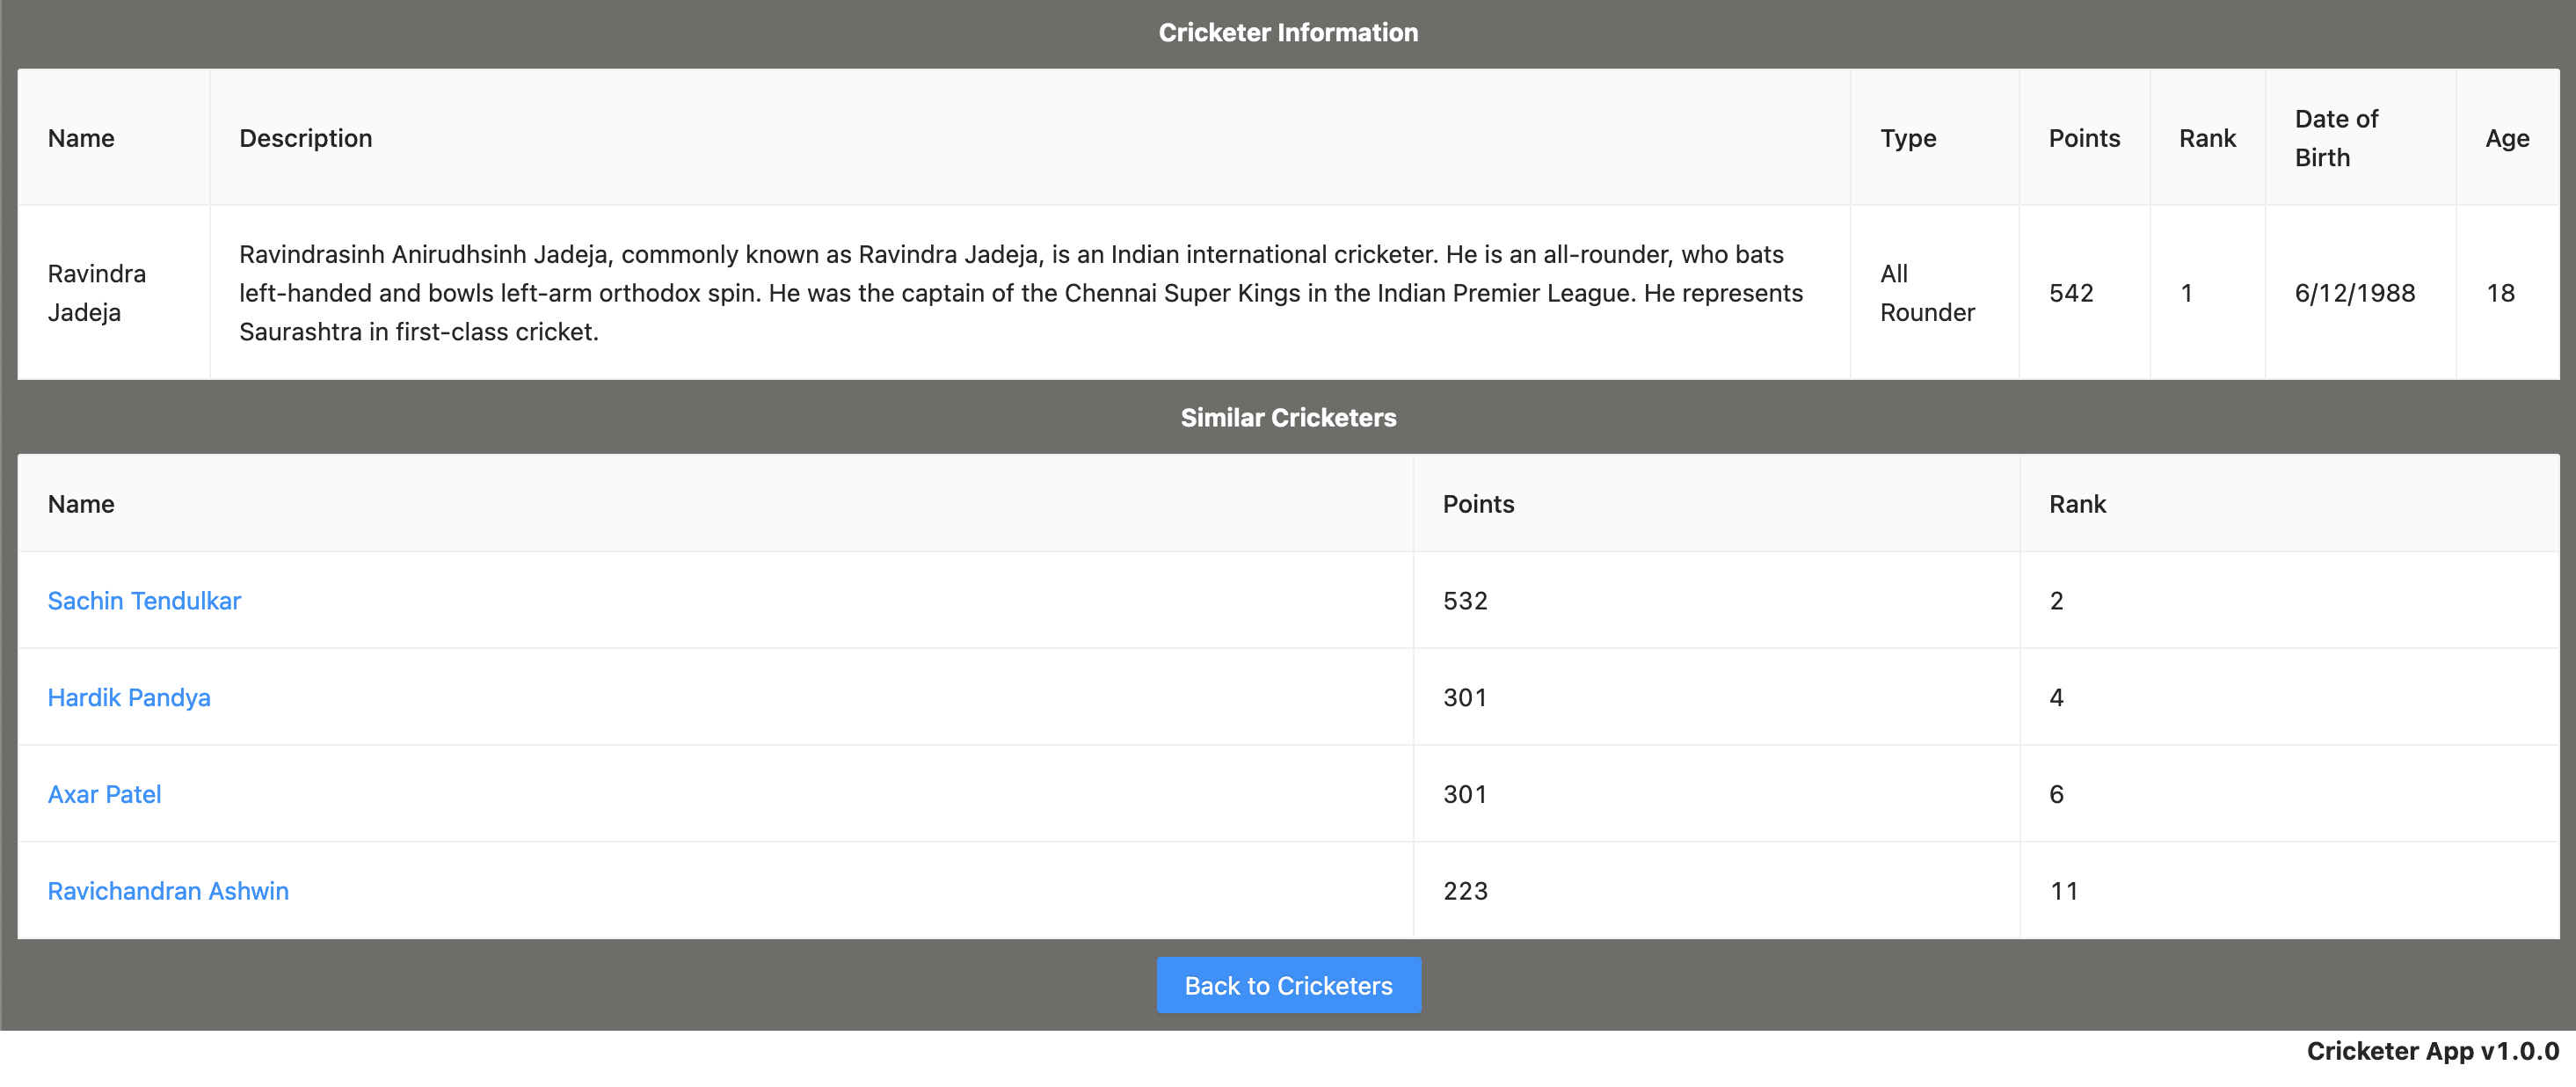 Cricketer Information
Name Description Type Points Rank Date of Birth Age
Ravindra Jadeja
Ravindrasinh Anirudhsinh Jadeja, commonly known as Ravindra Jadeja, is an Indian international cricketer. He is an all-rounder, who bats
left-handed and bowls left-arm orthodox spin. He was the captain of the Chennai Super Kings in the Indian Premier League. He represents
Saurashtra in first-class cricket.
All Rounder
542 1 6/12/1988 18
Similar Cricketers
Name Points Rank
Sachin Tendulkar 532 2
Hardik Pandya 301 4
Axar Patel 301 6
Ravichandran Ashwin 223 11
Back to Cricketers
Cricketer App v1.0.0